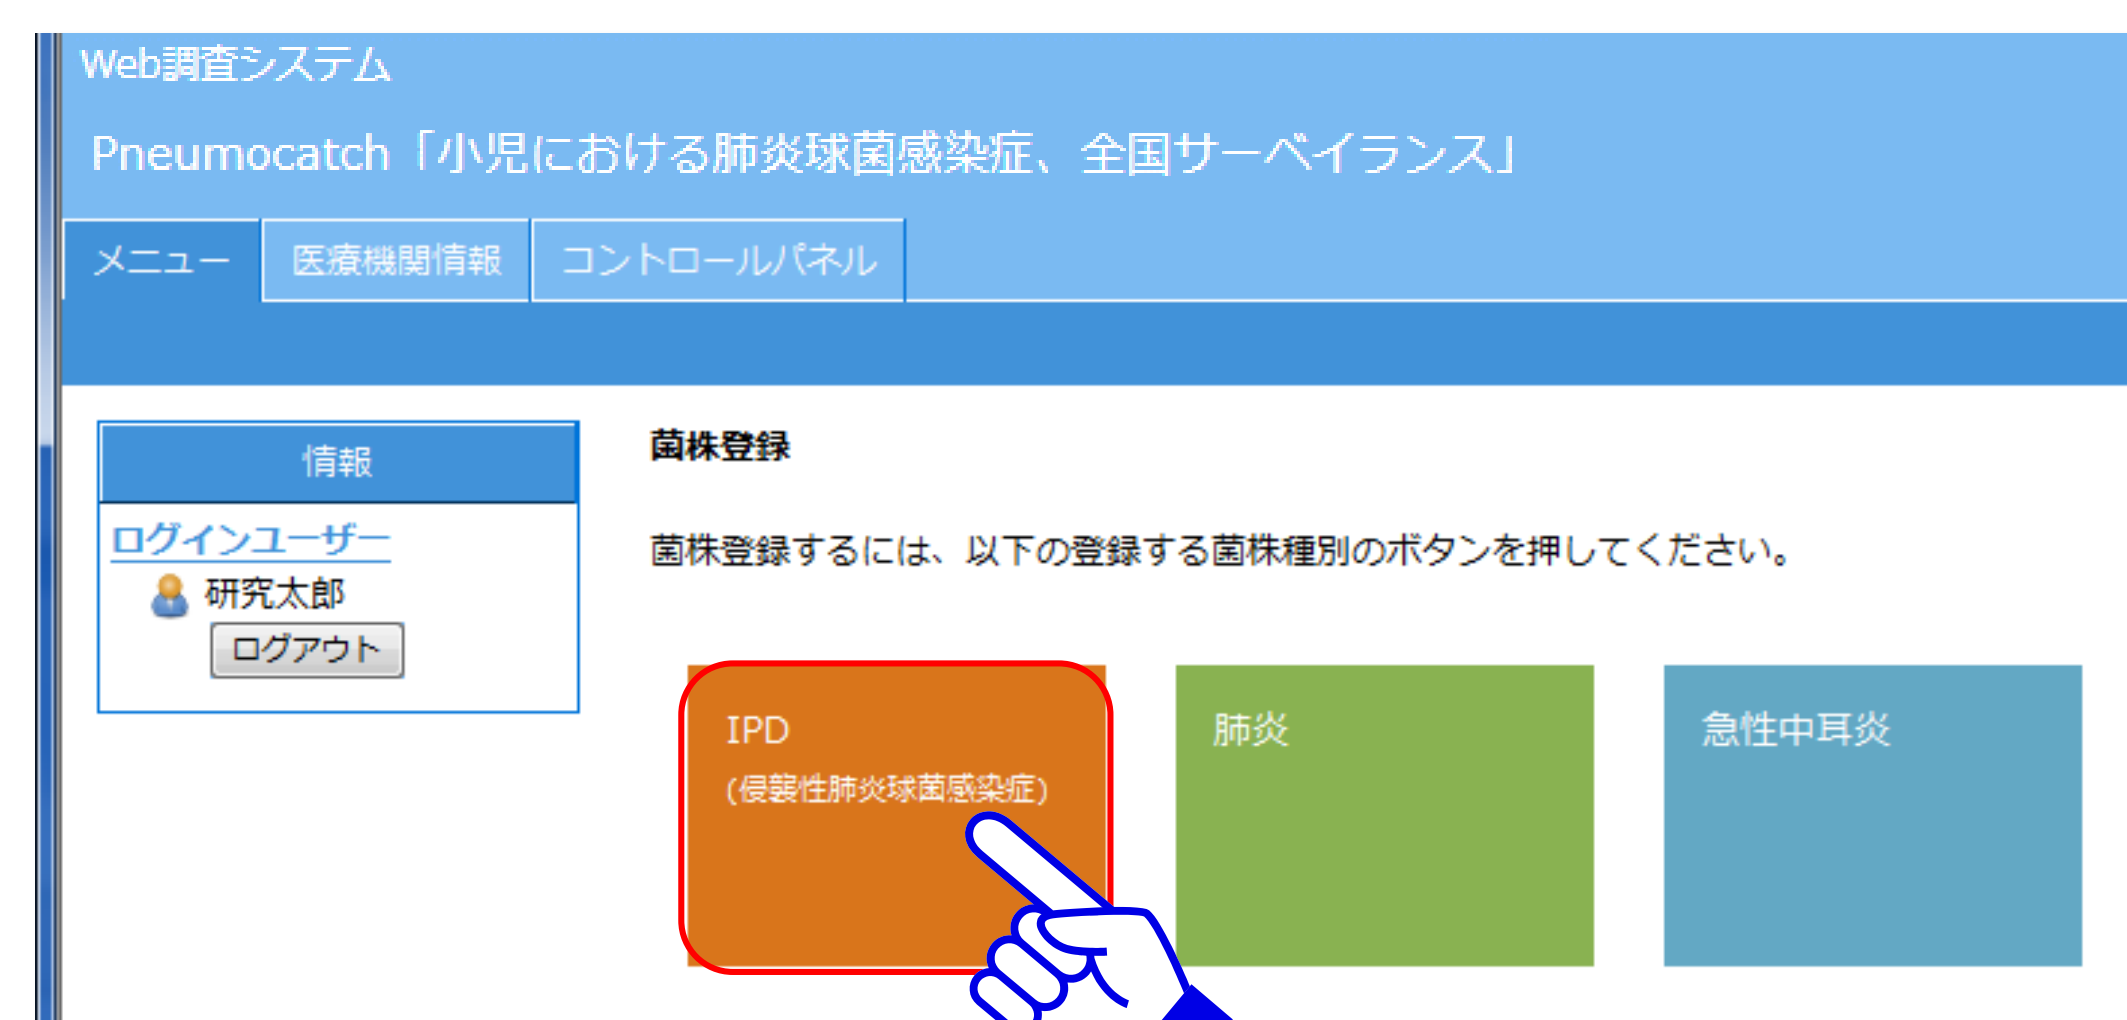 Web調査システム
Pneumocatch「小児における肺炎球菌感染症、全国サーベイランス」
メニュー 医療機関情報 コントロールパネル
情報
ログインユーザー
研究太郎
ログアウト
菌株登録
菌株登録するには、以下の登録する菌株種別のボタンを押してください。
IPD
(侵襲性肺炎球菌感染症)
肺炎
急性中耳炎